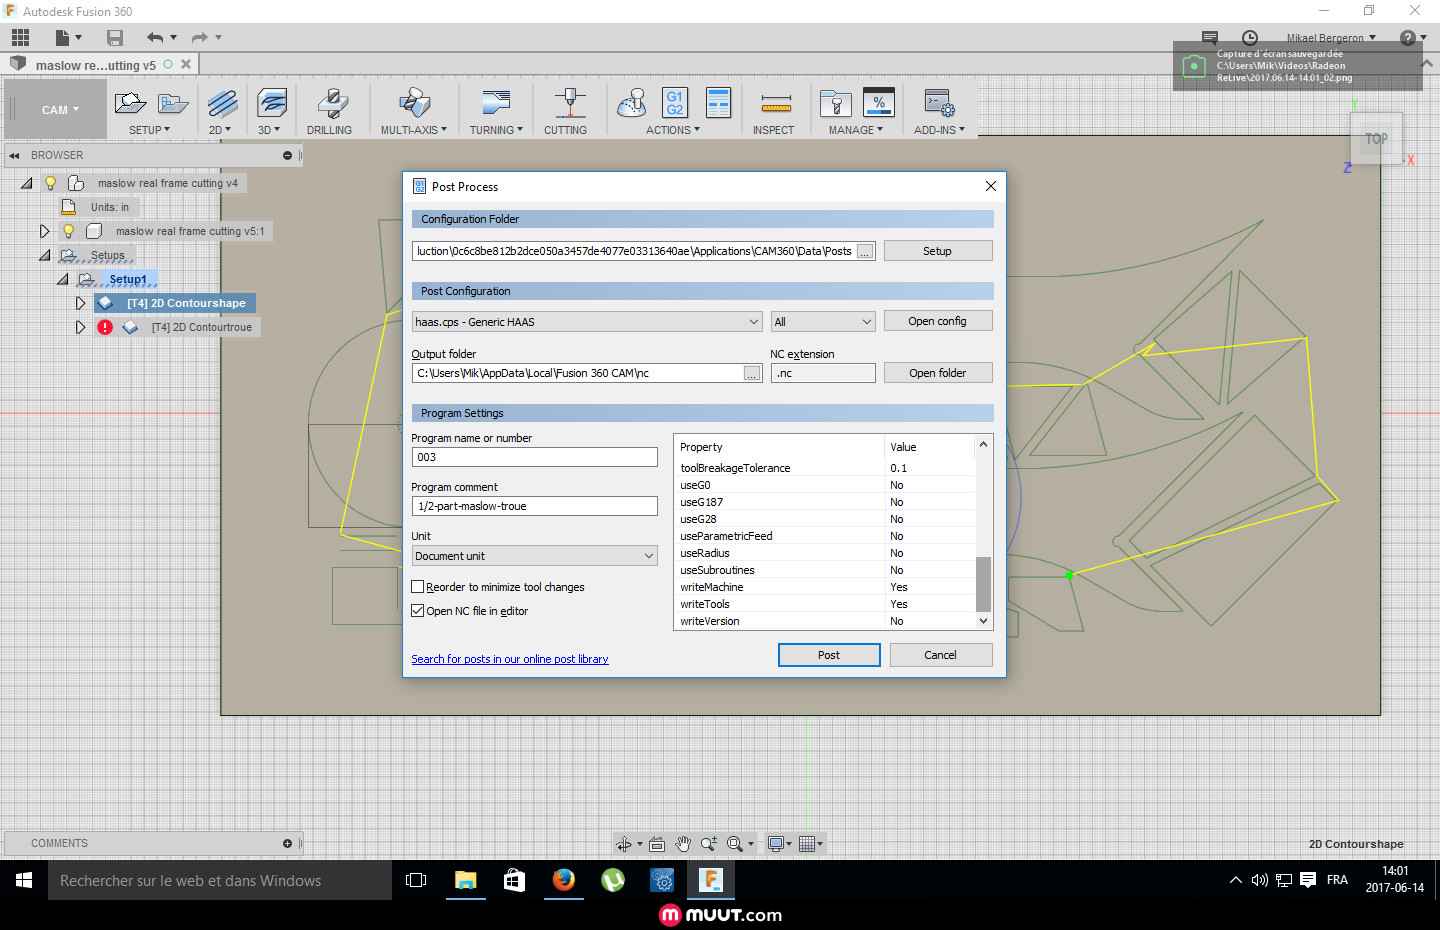 Autodesk Fusion 360
Mikael Bergeron
maslow re...utting v5
Capture d'écran sauvegardée
C:\Users\Mik\Videos\Radeon
ReLive\2017.06.14-14.01_02.png
CAM
SETUP
2D
3D
DRILLING
MULTI-AXIS
TURNING
CUTTING
G1
G2
ACTIONS
INSPECT
MANAGE
ADD-INS
BROWSER
maslow real frame cutting v4
Units: in
maslow real frame cutting v5:1
Setups
Setup1
[T4] 2D Contourshape
[T4] 2D Contourtroue
Y
TOP
X
Z
Post Process
Configuration Folder
luction\0c6c8be812b2dce050a3457de4077e03313640ae\Applications\CAM360\Data\Posts
...
Setup
Post Configuration
haas.cps - Generic HAAS
All
Open config
Output folder
NC extension
C:\Users\Mik\AppData\Local\Fusion 360 CAM\nc
...
.nc
Open folder
Program Settings
Program name or number
003
Program comment
1/2-part-maslow-troue
Unit
Document unit
Reorder to minimize tool changes
Open NC file in editor
Property Value
toolBreakageTolerance 0.1
useG0 No
useG187 No
useG28 No
useParametricFeed No
useRadius No
useSubroutines No
writeMachine Yes
writeTools Yes
writeVersion No
Search for posts in our online post library
Post
Cancel
COMMENTS
2D Contourshape
Rechercher sur le web et dans Windows
FRA
14:01
2017-06-14
m MUUT.com